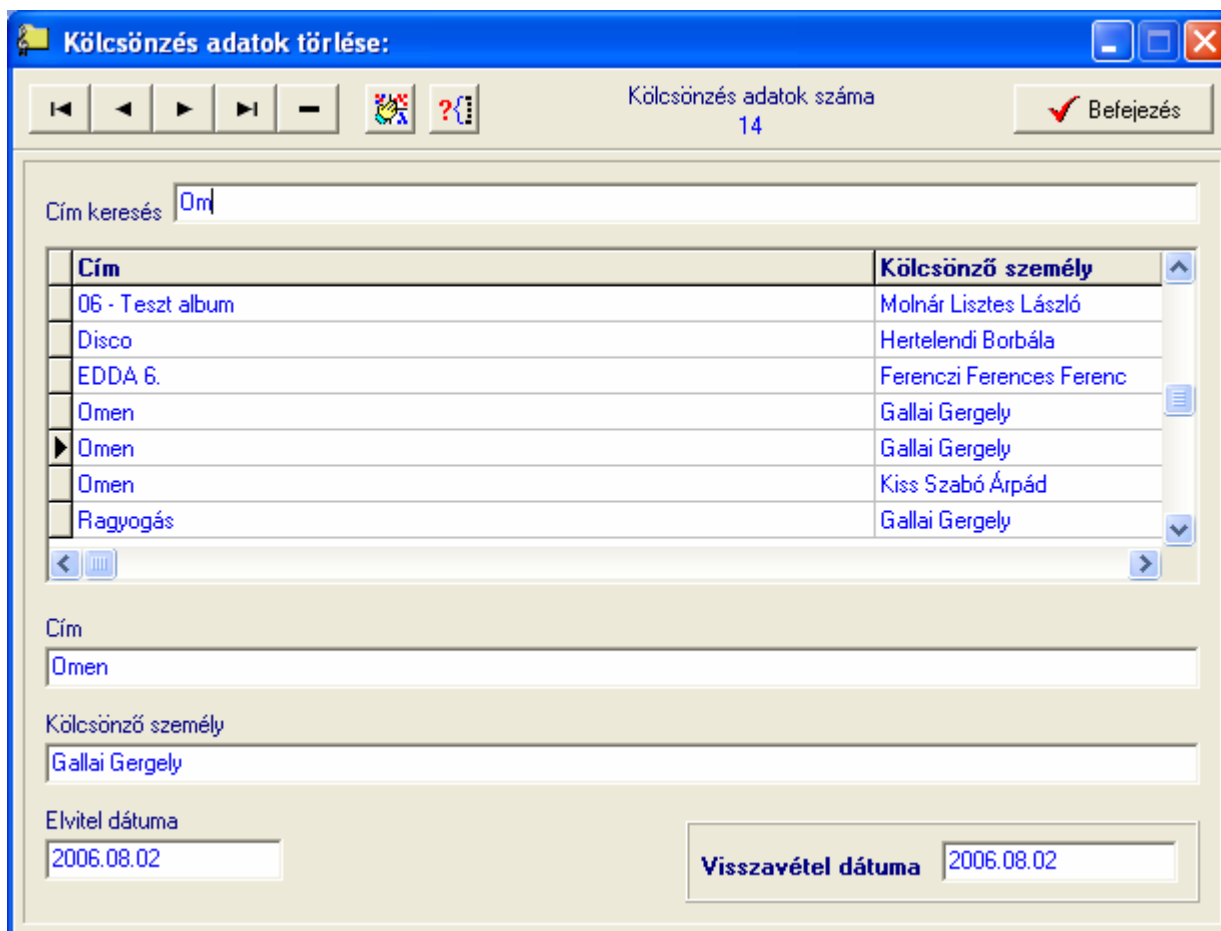 Kölcsönzés adatok törlése:
Kölcsönzés adatok száma
14
Befejezés
Cím keresés Om
Cím Kölcsönző személy
06 - Teszt album Molnár Lisztes László
Disco Hertelendi Borbála
EDDA 6. Ferenczi Ferences Ferenc
Omen Gallai Gergely
Omen Gallai Gergely
Omen Kiss Szabó Árpád
Ragyogás Gallai Gergely
Cím
Omen
Kölcsönző személy
Gallai Gergely
Elvitel dátuma
2006.08.02
Visszavétel dátuma 2006.08.02